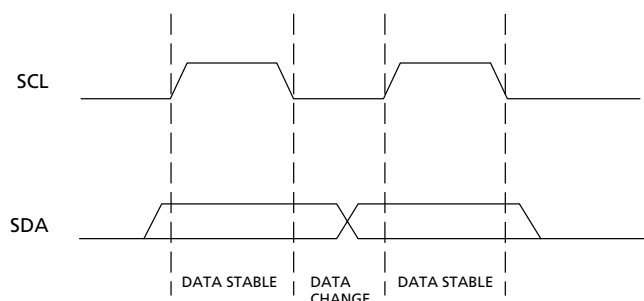 SCL
SDA
DATA STABLE
DATA
CHANGE
DATA STABLE